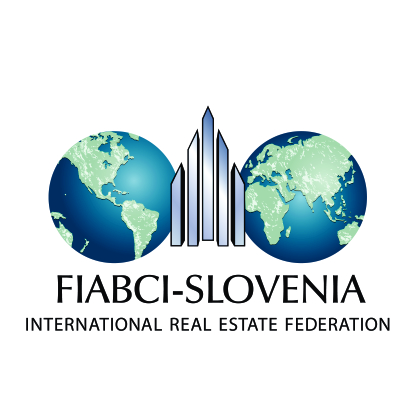 FIABCI-SLOVENIA
INTERNATIONAL REAL ESTATE FEDERATION